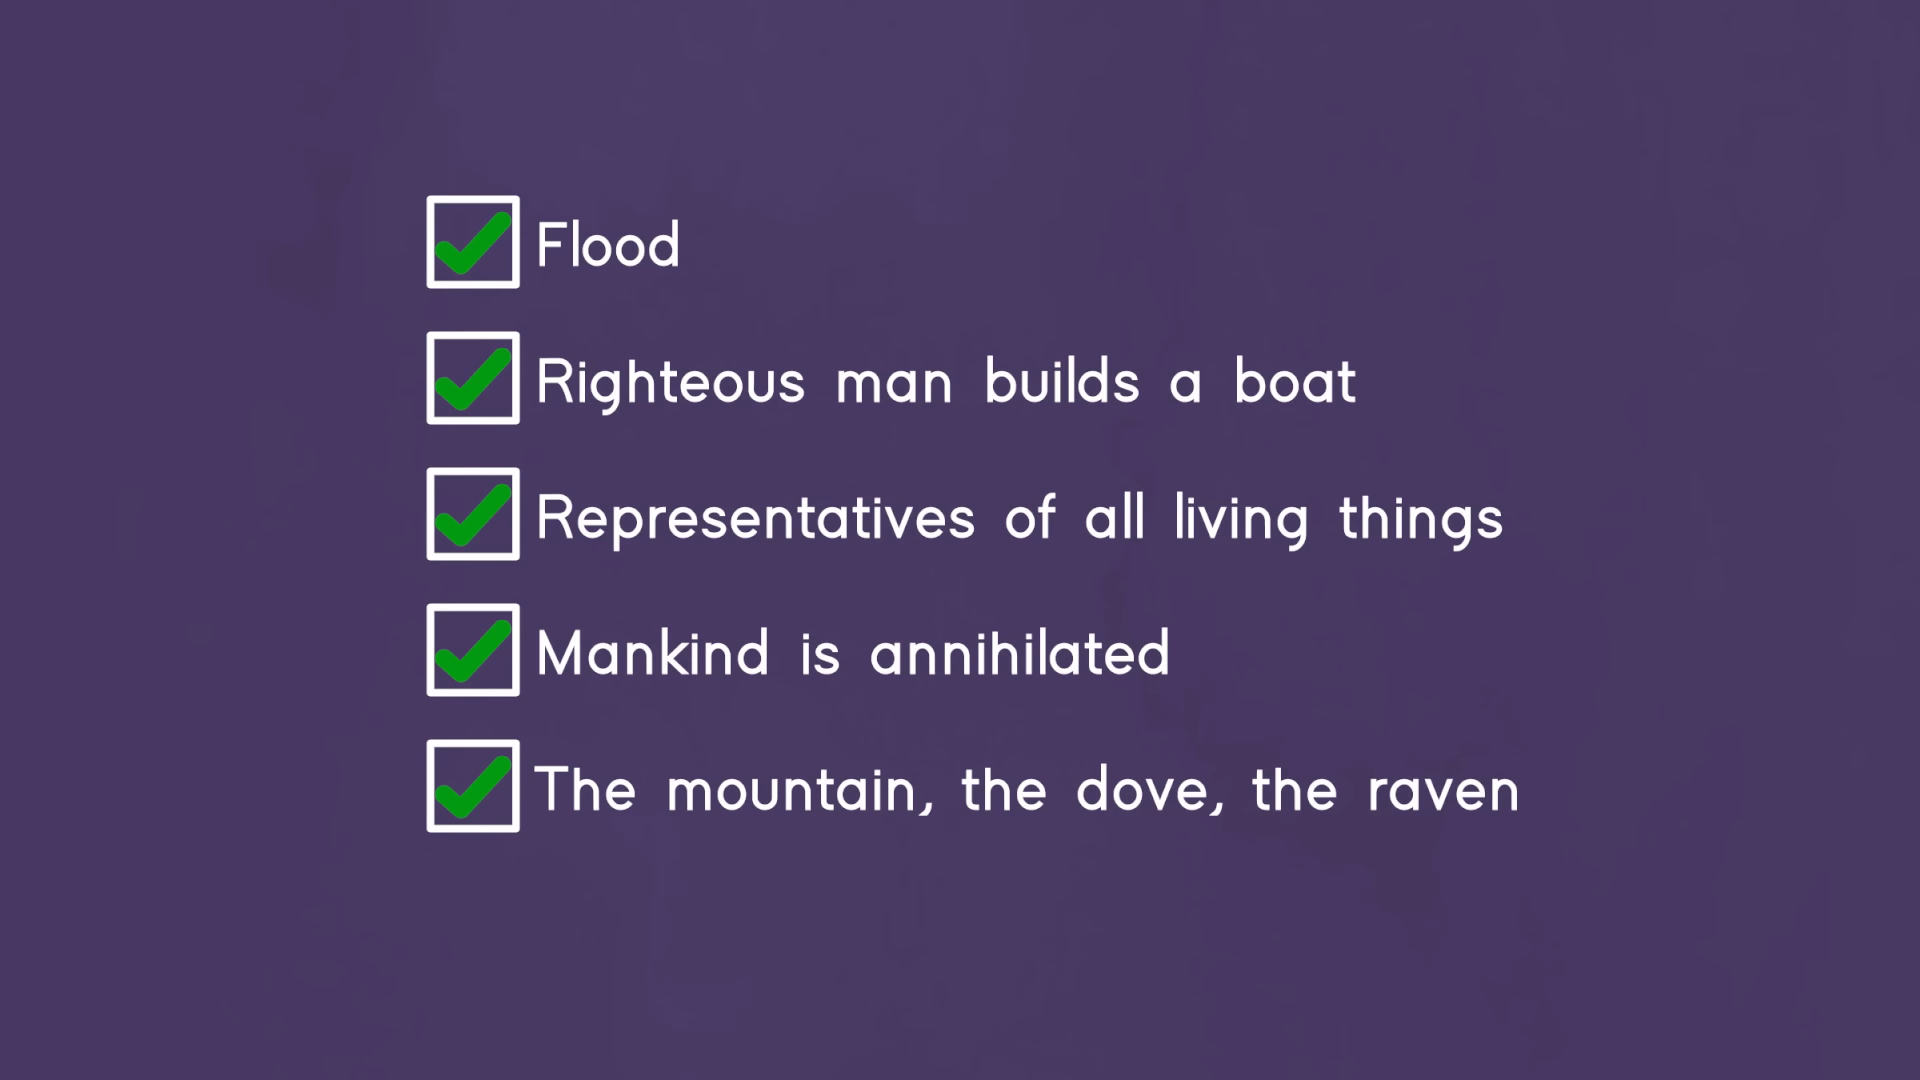 Flood
Righteous man builds a boat
Representatives of all living things
Mankind is annihilated
The mountain, the dove, the raven